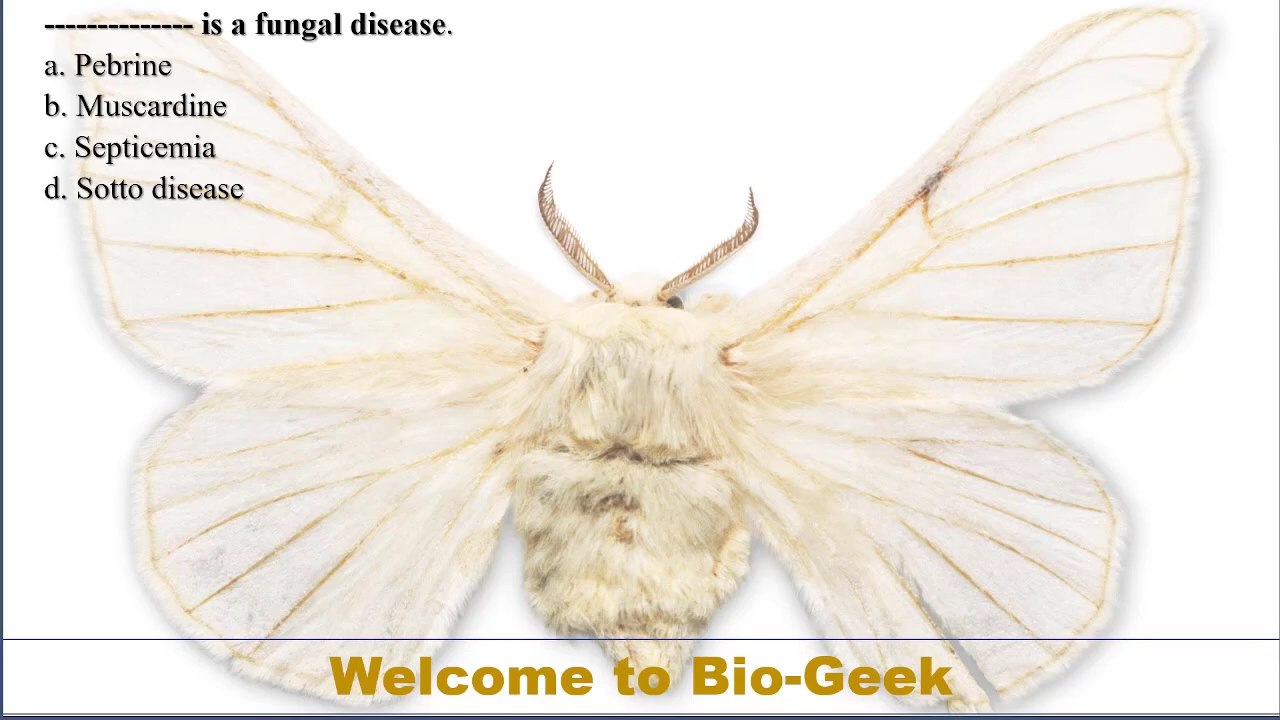 -------------- is a fungal disease.
a. Pebrine
b. Muscardine
c. Septicemia
d. Sotto disease
Welcome to Bio-Geek